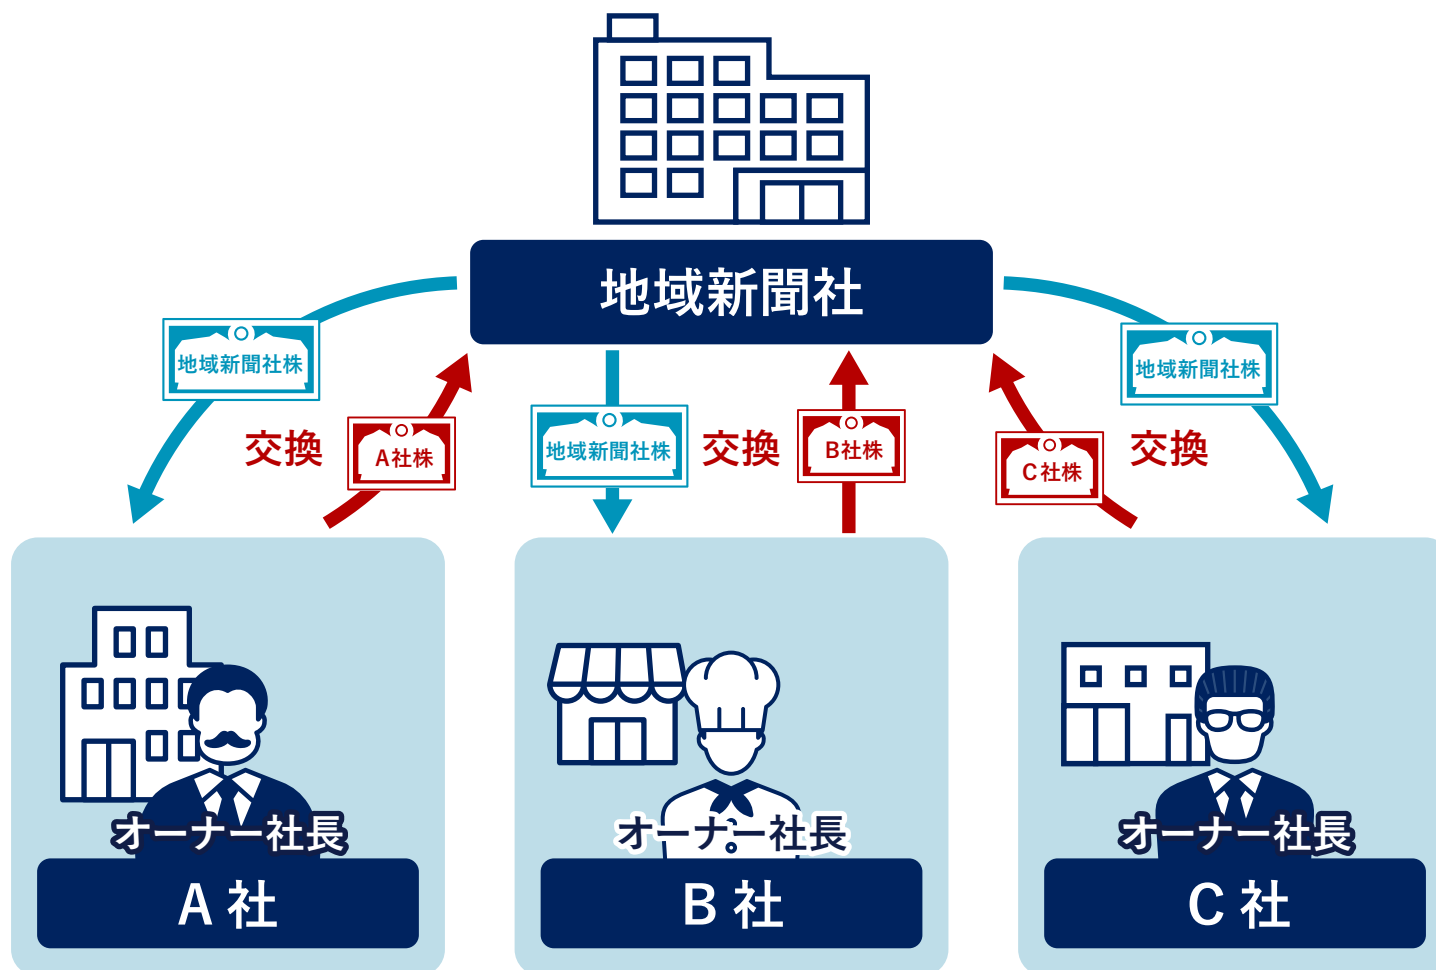 地域新聞社
地域新聞社株
交換
A社株
地域新聞社株
交換
B社株
C社株
交換
地域新聞社株
オーナー社長
A 社
オーナー社長
B 社
オーナー社長
C 社